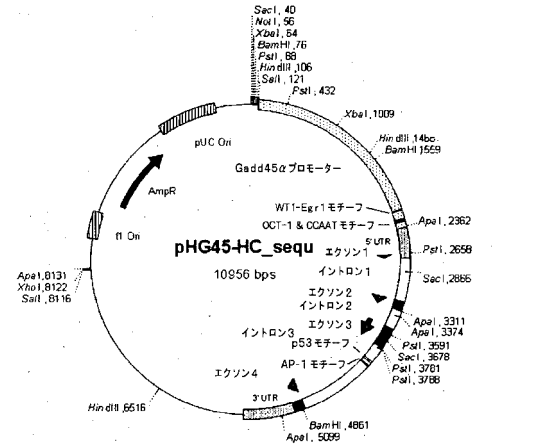 SacI, 40
NotI, 56
XbaI, 64
BamHI, 76
PstI, 88
HindIII, 106
SalI, 121
PstI, 432
XbaI, 1009
HindIII,
BamHI, 1559
pUC Ori
Gadd45αプロモーター
AmpR
WT1-Egr1モチーフ
OCT-1 & CCAATモチーフ
ApaI, 2362
f1 Ori
5'UTR
pHG45-HC_sequ
エクソン1
PstI, 2658
10956 bps
イントロン1
SacI, 2866
ApaI, 8131
XhoI, 8122
SalI, 8116
エクソン2
イントロン2
ApaI, 3311
エクソン3
ApaI, 3374
イントロン3
p53モチーフ
PstI, 3591
SacI, 3678
AP-1モチーフ
PstI, 3781
PstI, 3788
エクソン4
3'UTR
HindIII, 6516
BamHI, 4861
ApaI, 5099